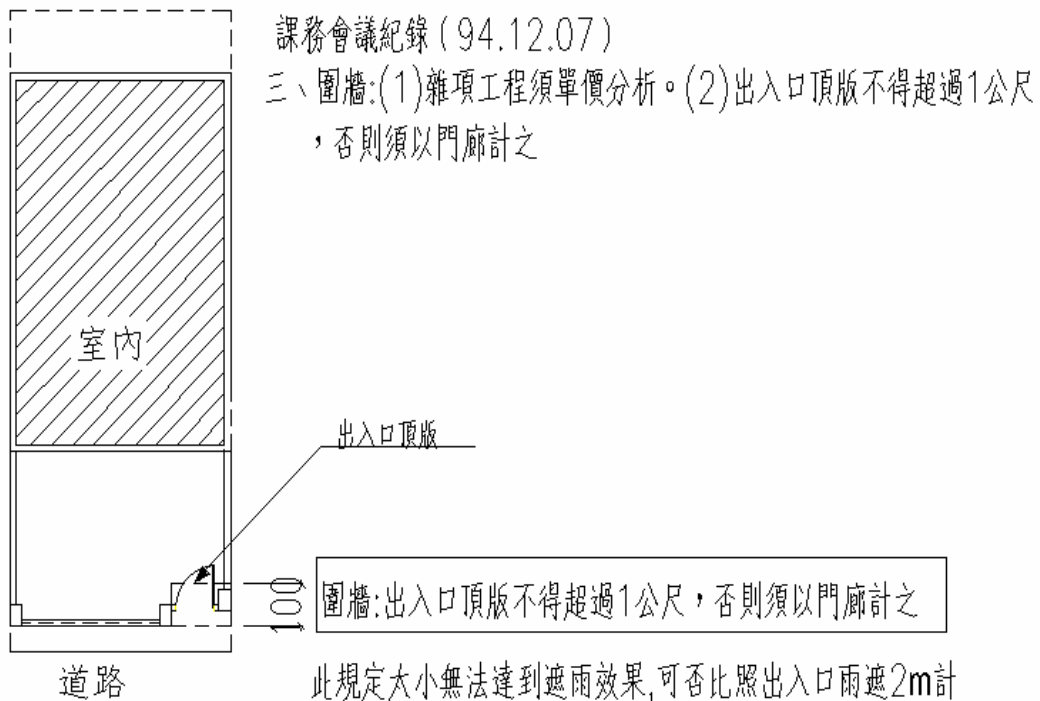 課務會議紀錄(94.12.07)
三、圍牆:(1)雜項工程須單價分析。(2)出入口頂版不得超過1公尺
，否則須以門廊計之
室內
出入口頂版
100
圍牆:出入口頂版不得超過1公尺，否則須以門廊計之
道路
此規定大小無法達到遮雨效果,可否比照出入口雨遮2m計